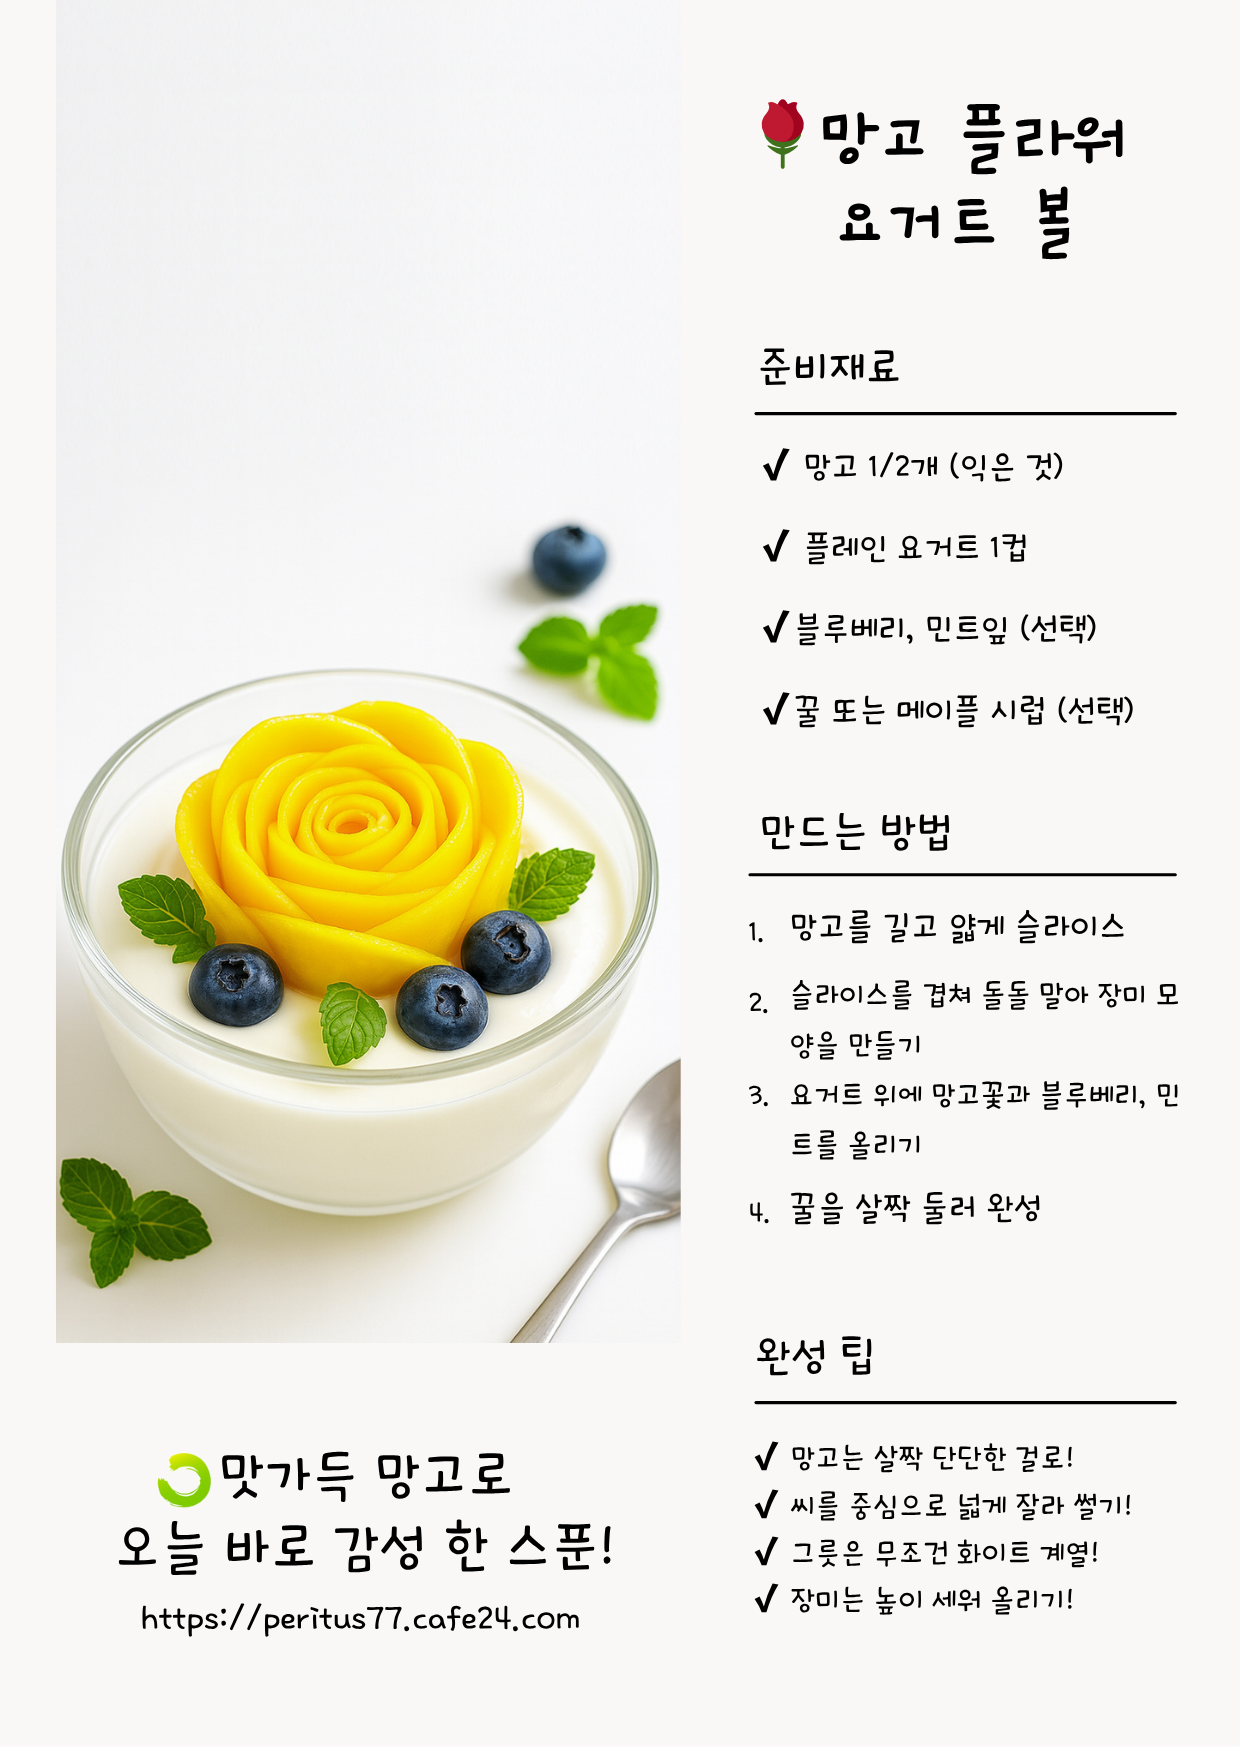 망고 플라워
요거트 볼
준비재료
✓ 망고 1/2개 (익은 것)
✓ 플레인 요거트 1컵
✓ 블루베리, 민트잎 (선택)
✓ 꿀 또는 메이플 시럽 (선택)
만드는 방법
1. 망고를 길고 얇게 슬라이스
2. 슬라이스를 겹쳐 돌돌 말아 장미 모
양을 만들기
3. 요거트 위에 망고꽃과 블루베리, 민
트를 올리기
4. 꿀을 살짝 둘러 완성
완성 팁
✓ 망고는 살짝 단단한 걸로!
✓ 씨를 중심으로 넓게 잘라 썰기!
✓ 그릇은 무조건 화이트 계열!
✓ 장미는 높이 세워 올리기!
맛가득 망고로
오늘 바로 감성 한 스푼!
https://peritus77.cafe24.com